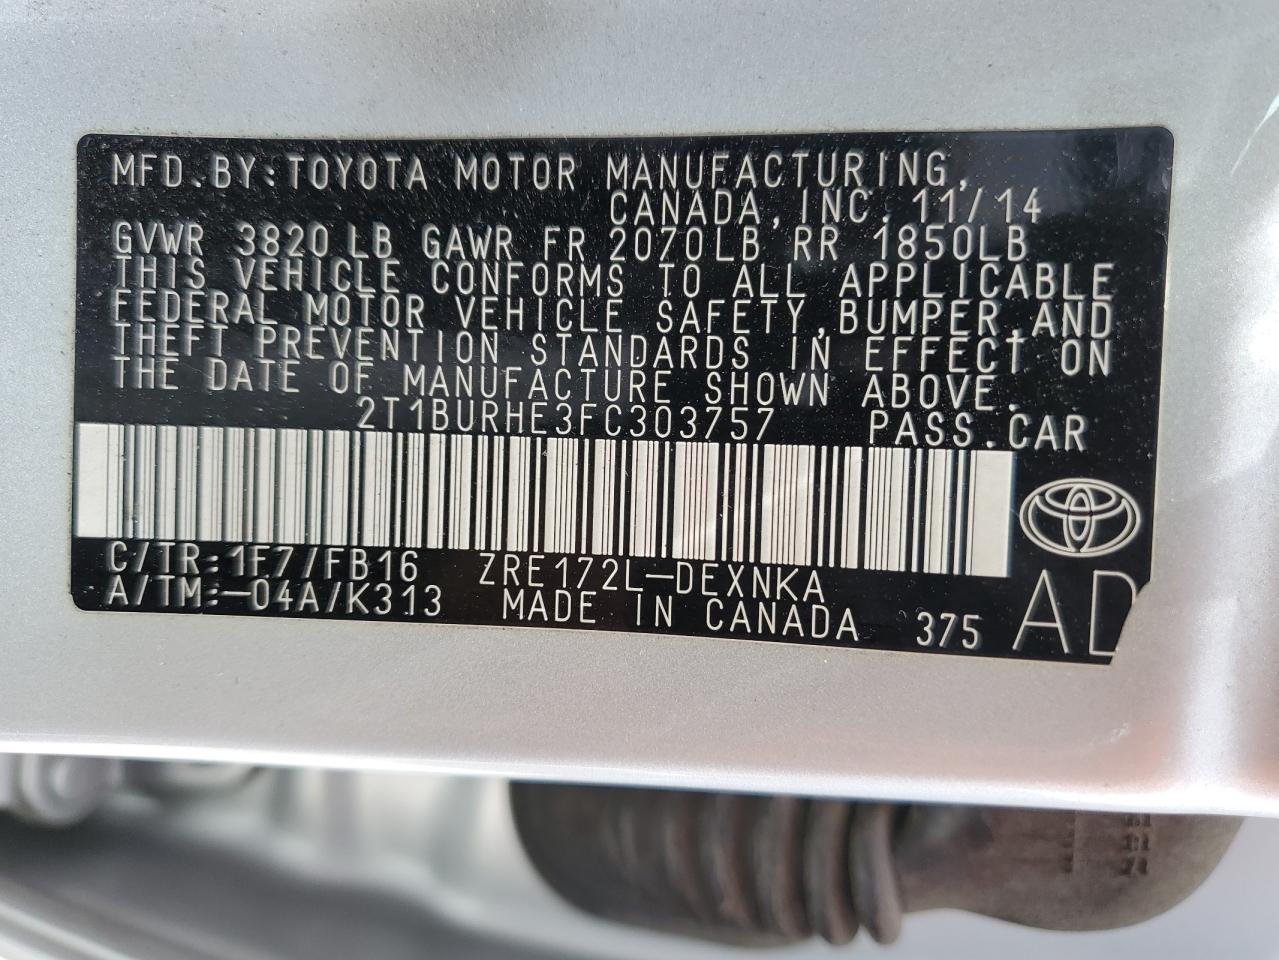 MFD.BY:TOYOTA MOTOR MANUFACTURING,
CANADA,INC. 11/14
GVWR 3820LB GAWR FR 2070LB RR 1850LB
THIS VEHICLE CONFORMS TO ALL APPLICABLE
FEDERAL MOTOR VEHICLE SAFETY,BUMPER,AND
THEFT PREVENTION STANDARDS IN EFFECT ON
THE DATE OF MANUFACTURE SHOWN ABOVE.
2T1BURHE3FC303757 PASS.CAR
C/TR:1F7/FB16 ZRE172L-DEXNKA
A/TM:-04A/K313 MADE IN CANADA 375 AD